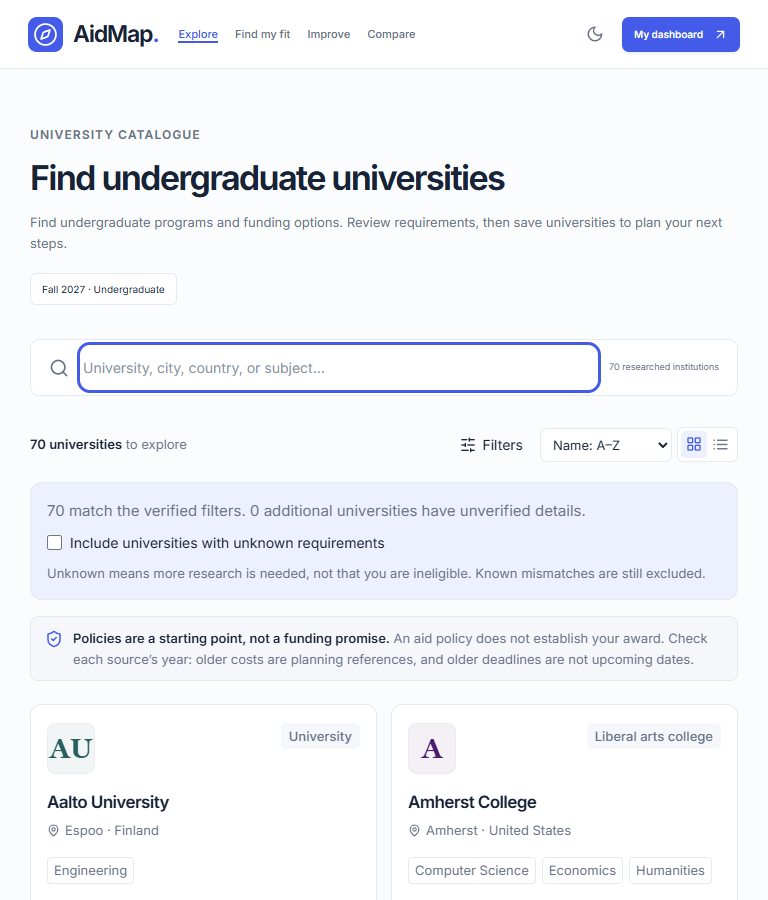 AidMap.
Explore
Find my fit
Improve
Compare
My dashboard
UNIVERSITY CATALOGUE
Find undergraduate universities
Find undergraduate programs and funding options. Review requirements, then save universities to plan your next
steps.
Fall 2027 · Undergraduate
University, city, country, or subject...
70 researched institutions
70 universities to explore
Filters
Name: A–Z
70 match the verified filters. 0 additional universities have unverified details.
Include universities with unknown requirements
Unknown means more research is needed, not that you are ineligible. Known mismatches are still excluded.
Policies are a starting point, not a funding promise. An aid policy does not establish your award. Check
each source’s year: older costs are planning references, and older deadlines are not upcoming dates.
AU
University
Aalto University
Espoo · Finland
Engineering
A
Liberal arts college
Amherst College
Amherst · United States
Computer Science
Economics
Humanities